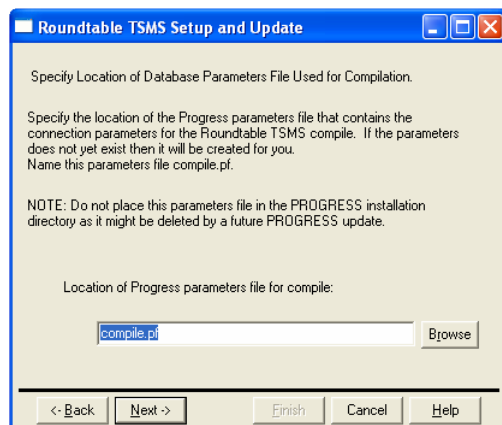 Roundtable TSMS Setup and Update
Specify Location of Database Parameters File Used for Compilation.
Specify the location of the Progress parameters file that contains the
connection parameters for the Roundtable TSMS compile. If the parameters
does not yet exist then it will be created for you.
Name this parameters file compile.pf.
NOTE: Do not place this parameters file in the PROGRESS installation
directory as it might be deleted by a future PROGRESS update.
Location of Progress parameters file for compile:
compile.pf
Browse
<- Back
Next ->
Finish
Cancel
Help